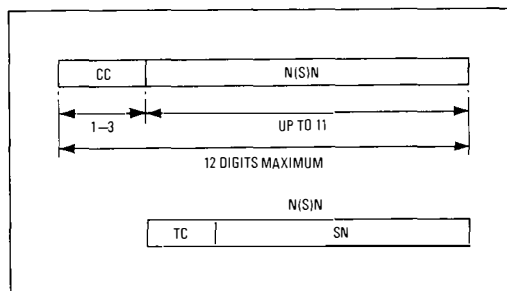 CC N(S)N
1–3 UP TO 11
12 DIGITS MAXIMUM
N(S)N
TC SN